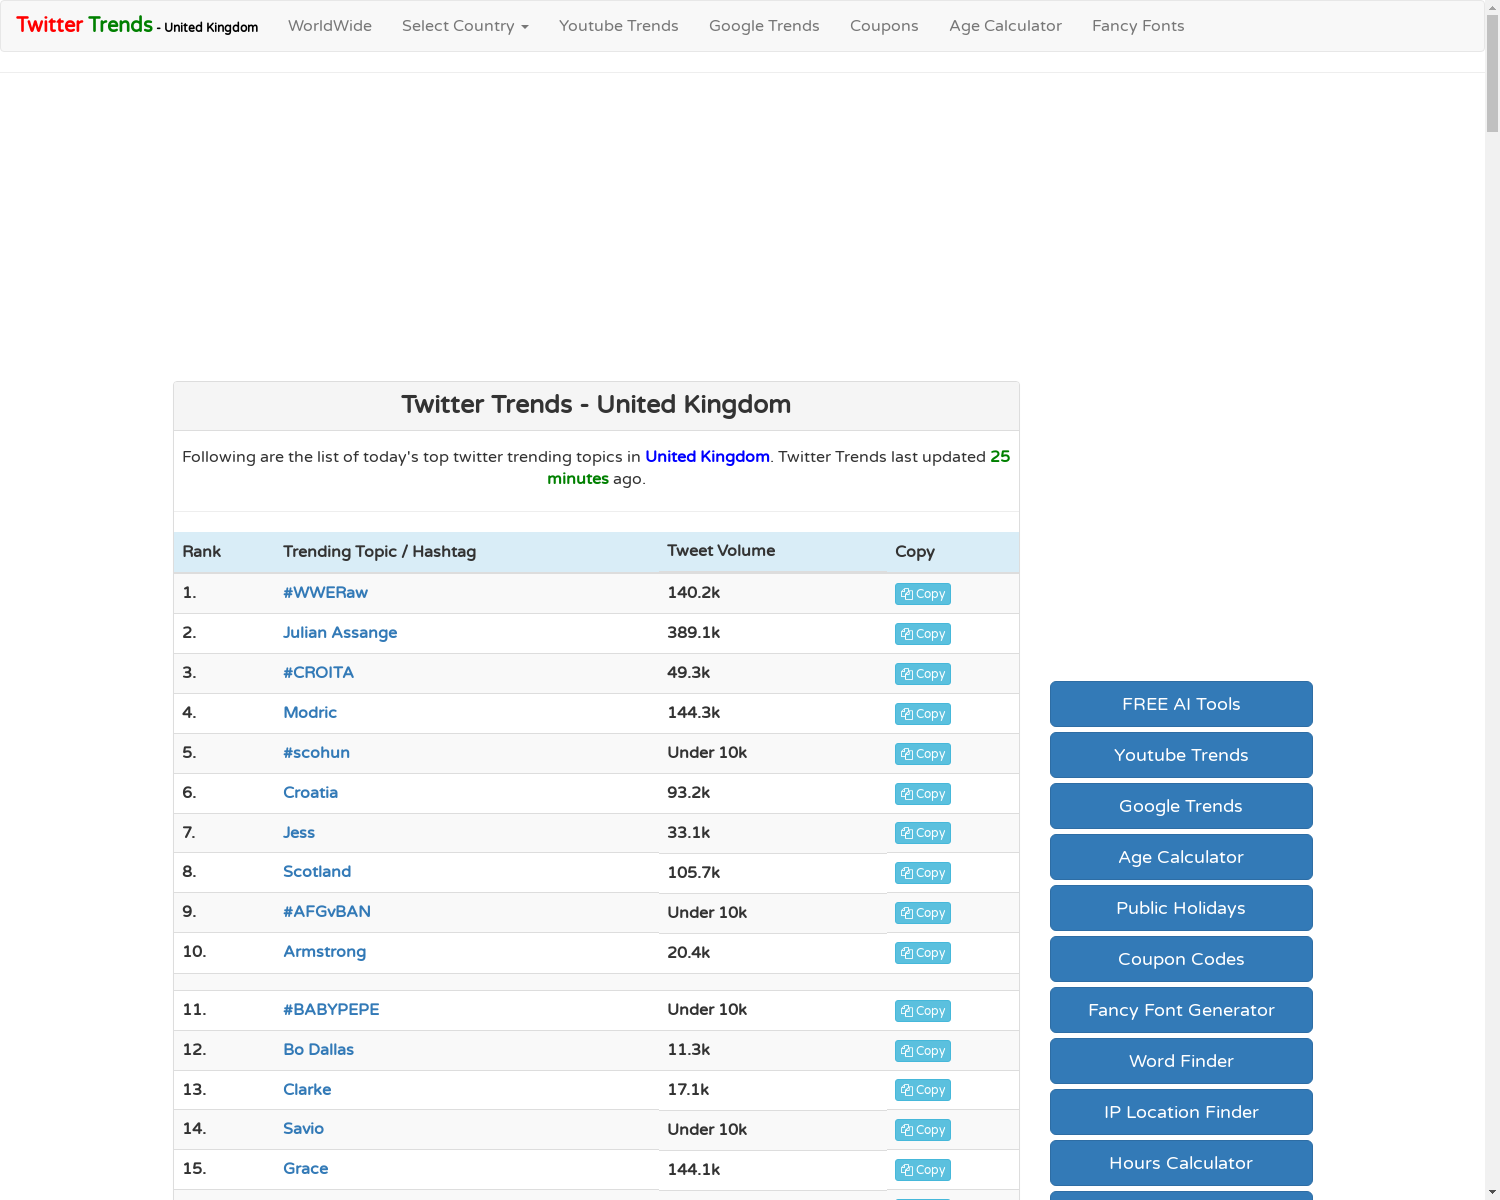 Twitter Trends - United Kingdom WorldWide Select Country Youtube Trends Google Trends Coupons Age Calculator Fancy Fonts
Twitter Trends - United Kingdom
Following are the list of today's top twitter trending topics in United Kingdom. Twitter Trends last updated 25
minutes ago.
Rank Trending Topic / Hashtag Tweet Volume Copy
1. #WWERaw 140.2k Copy
2. Julian Assange 389.1k Copy
3. #CROITA 49.3k Copy
4. Modric 144.3k Copy
5. #scohun Under 10k Copy
6. Croatia 93.2k Copy
7. Jess 33.1k Copy
8. Scotland 105.7k Copy
9. #AFGvBAN Under 10k Copy
10. Armstrong 20.4k Copy
11. #BABYPEPE Under 10k Copy
12. Bo Dallas 11.3k Copy
13. Clarke 17.1k Copy
14. Savio Under 10k Copy
15. Grace 144.1k Copy
FREE AI Tools
Youtube Trends
Google Trends
Age Calculator
Public Holidays
Coupon Codes
Fancy Font Generator
Word Finder
IP Location Finder
Hours Calculator